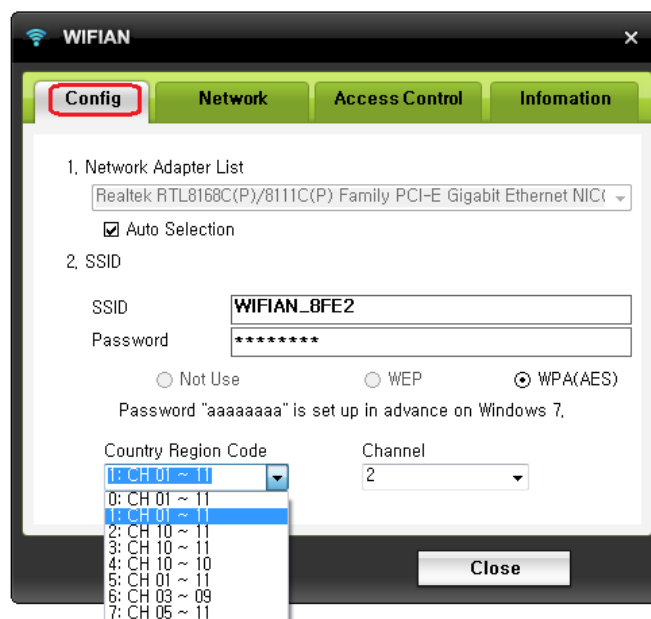 WIFIAN
Config Network Access Control Infomation
1, Network Adapter List
Realtek RTL8168C(P)/8111C(P) Family PCI-E Gigabit Ethernet NIC(
Auto Selection
2, SSID
SSID WIFIAN_8FE2
Password ********
Not Use WEP WPA(AES)
Password "aaaaaaaa" is set up in advance on Windows 7,
Country Region Code Channel
1: CH 01 ~ 11 2
0: CH 01 ~ 11
1: CH 01 ~ 11
2: CH 10 ~ 11
3: CH 10 ~ 11
4: CH 10 ~ 10
5: CH 01 ~ 11
6: CH 03 ~ 09
7: CH 05 ~ 11
Close